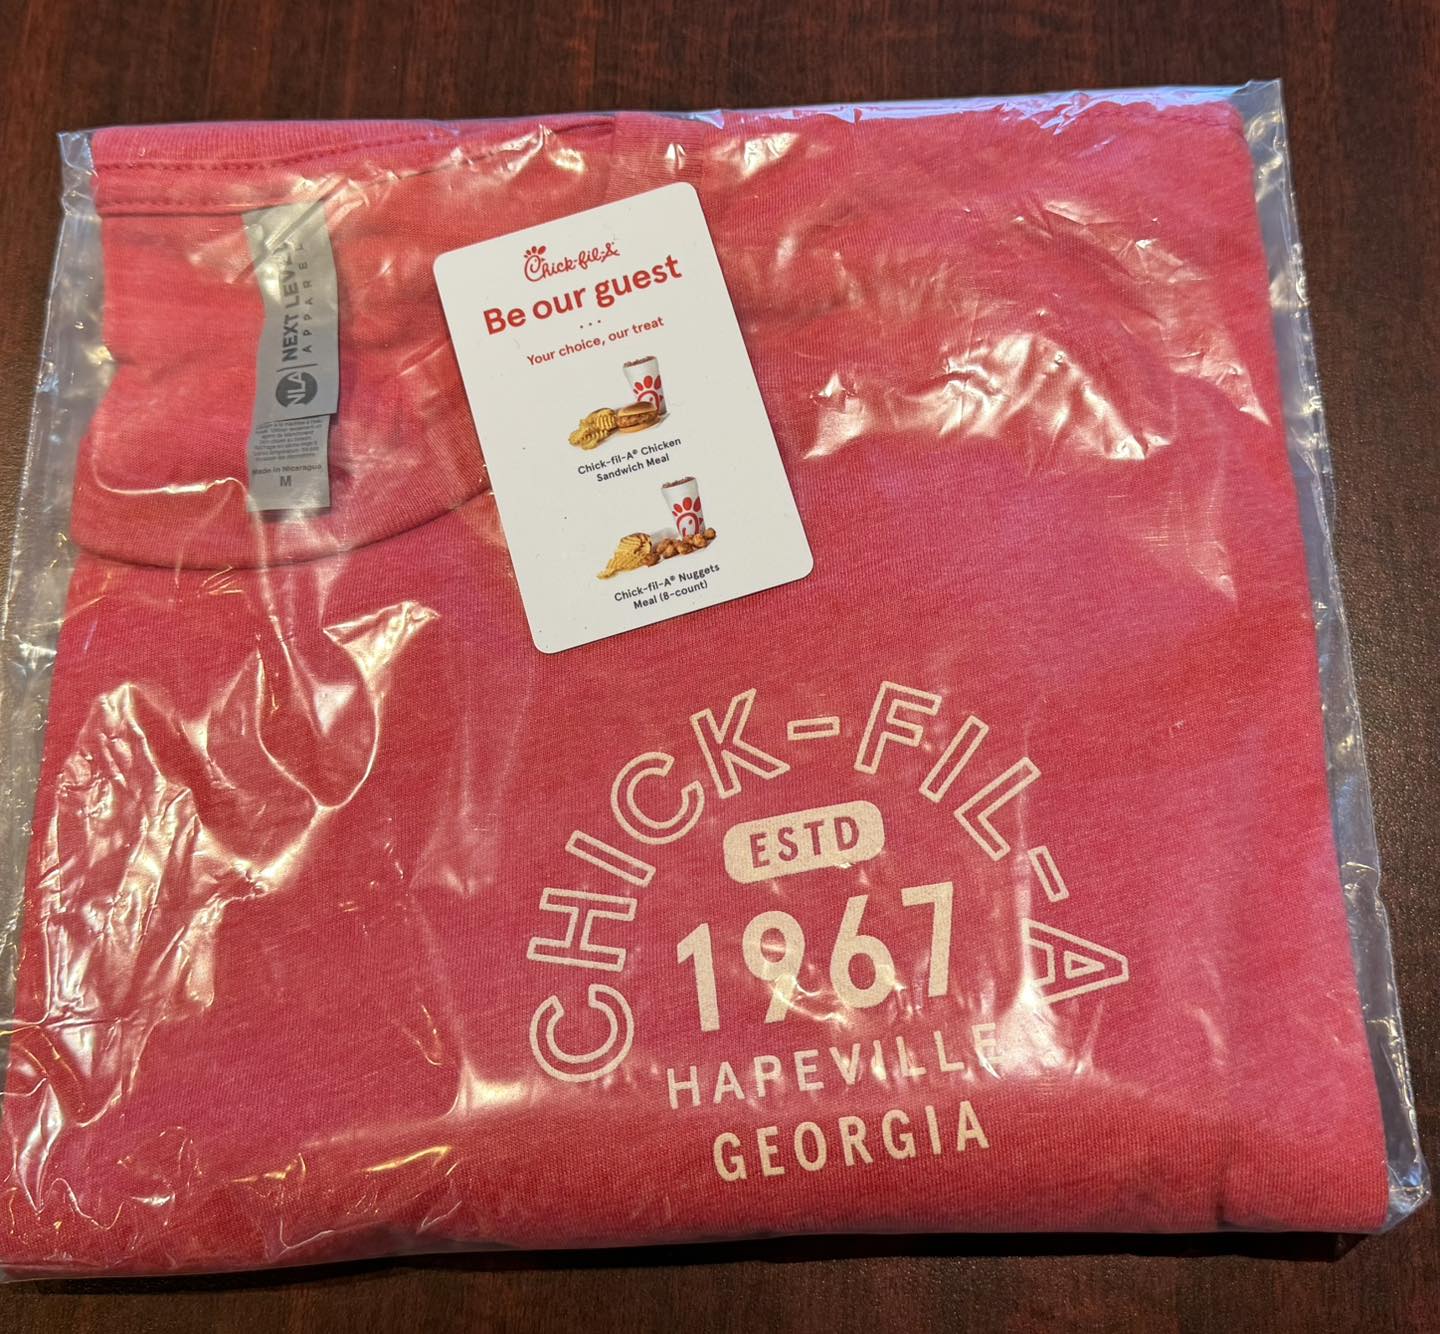 NLA NEXT LEVEL
APPAREL
Made in Nicaragua
M
Chick-fil-A
Be our guest
Your choice, our treat
Chick-fil-A® Chicken
Sandwich Meal
Chick-fil-A® Nuggets
Meal (8-count)
CHICK-FIL-A
ESTD
1967
HAPEVILLE
GEORGIA